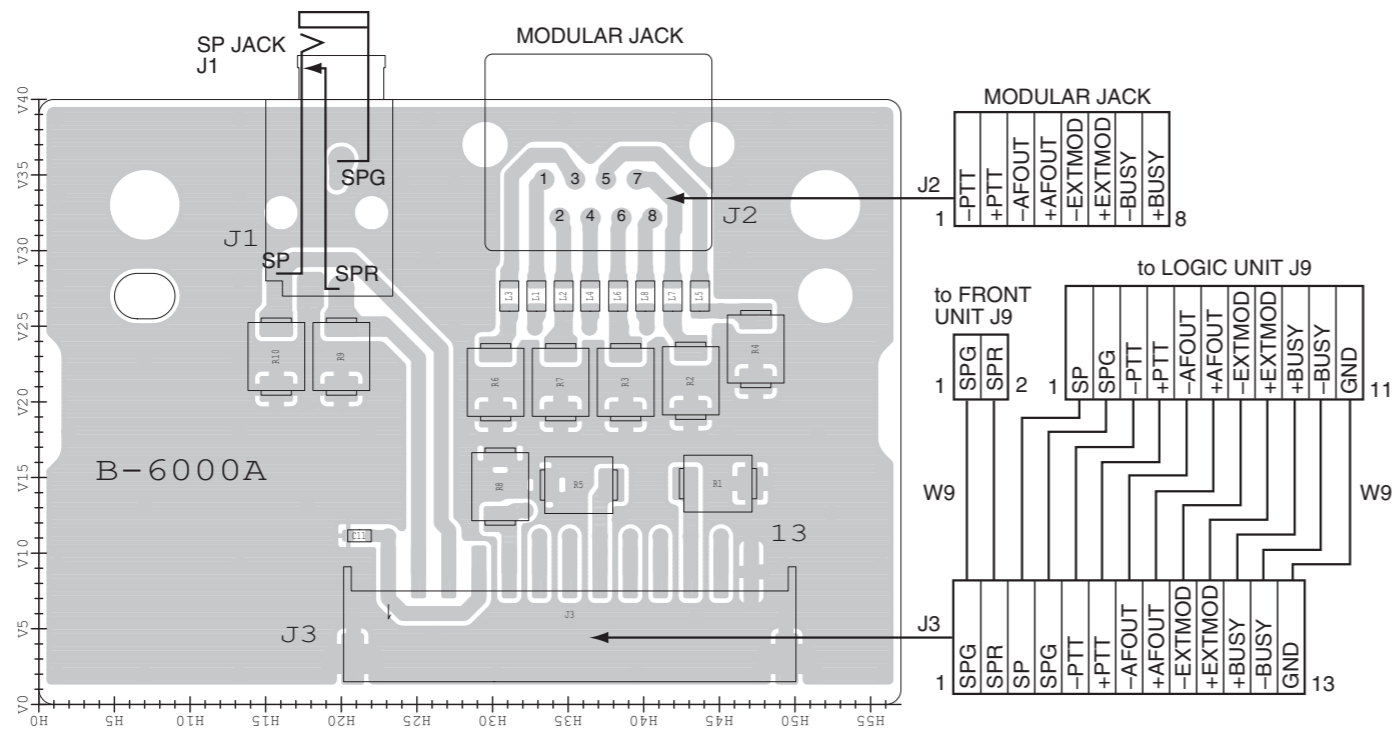 SP JACK
J1
MODULAR JACK
MODULAR JACK
J2
1
−PTT
+PTT
−AFOUT
+AFOUT
−EXTMOD
+EXTMOD
−BUSY
+BUSY
8
V40
V35
V30
V25
V20
V15
V10
V5
V0
SPG
J1
SP
SPR
1 3 5 7
2 4 6 8
J2
L3 L1 L2 L4 L6 L8 L7 L5
R10 R9 R6 R7 R3 R2 R4
B-6000A
R8 R5 R1
C11
13
J3
J3
1
H0 H5 H10 H15 H20 H25 H30 H35 H40 H45 H50 H55
to FRONT
UNIT J9
1
SPG
SPR
2
to LOGIC UNIT J9
1
SP
SPG
−PTT
+PTT
−AFOUT
+AFOUT
−EXTMOD
+EXTMOD
+BUSY
−BUSY
GND
11
W9
W9
J3
1
SPG
SPR
SP
SPG
−PTT
+PTT
−AFOUT
+AFOUT
−EXTMOD
+EXTMOD
+BUSY
−BUSY
GND
13